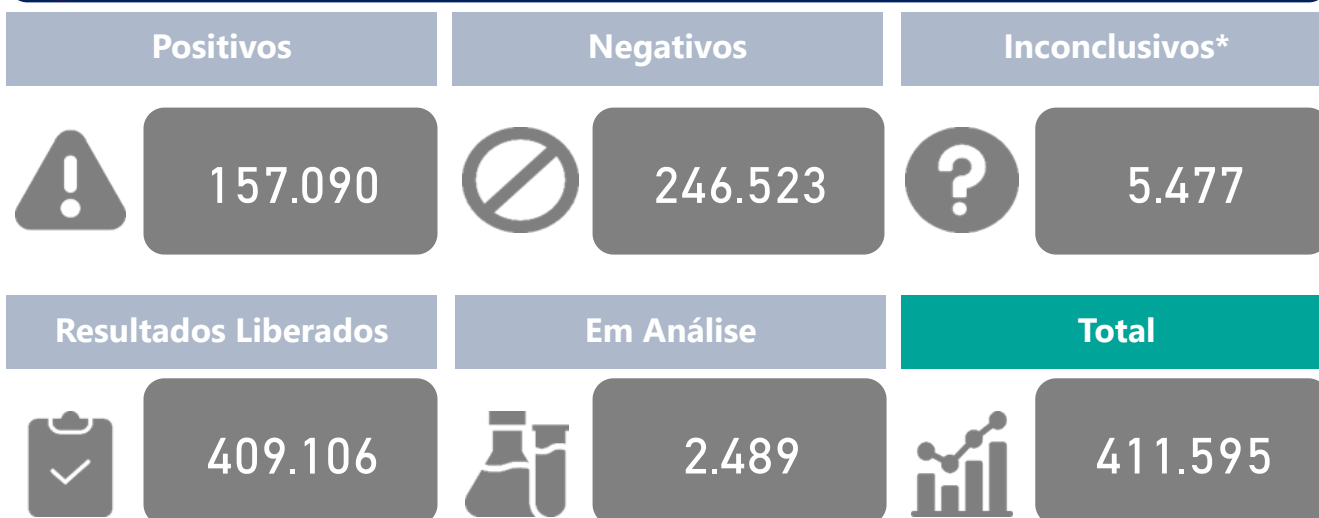 Positivos Negativos Inconclusivos*
157.090 246.523 5.477
Resultados Liberados Em Análise Total
409.106 2.489 411.595